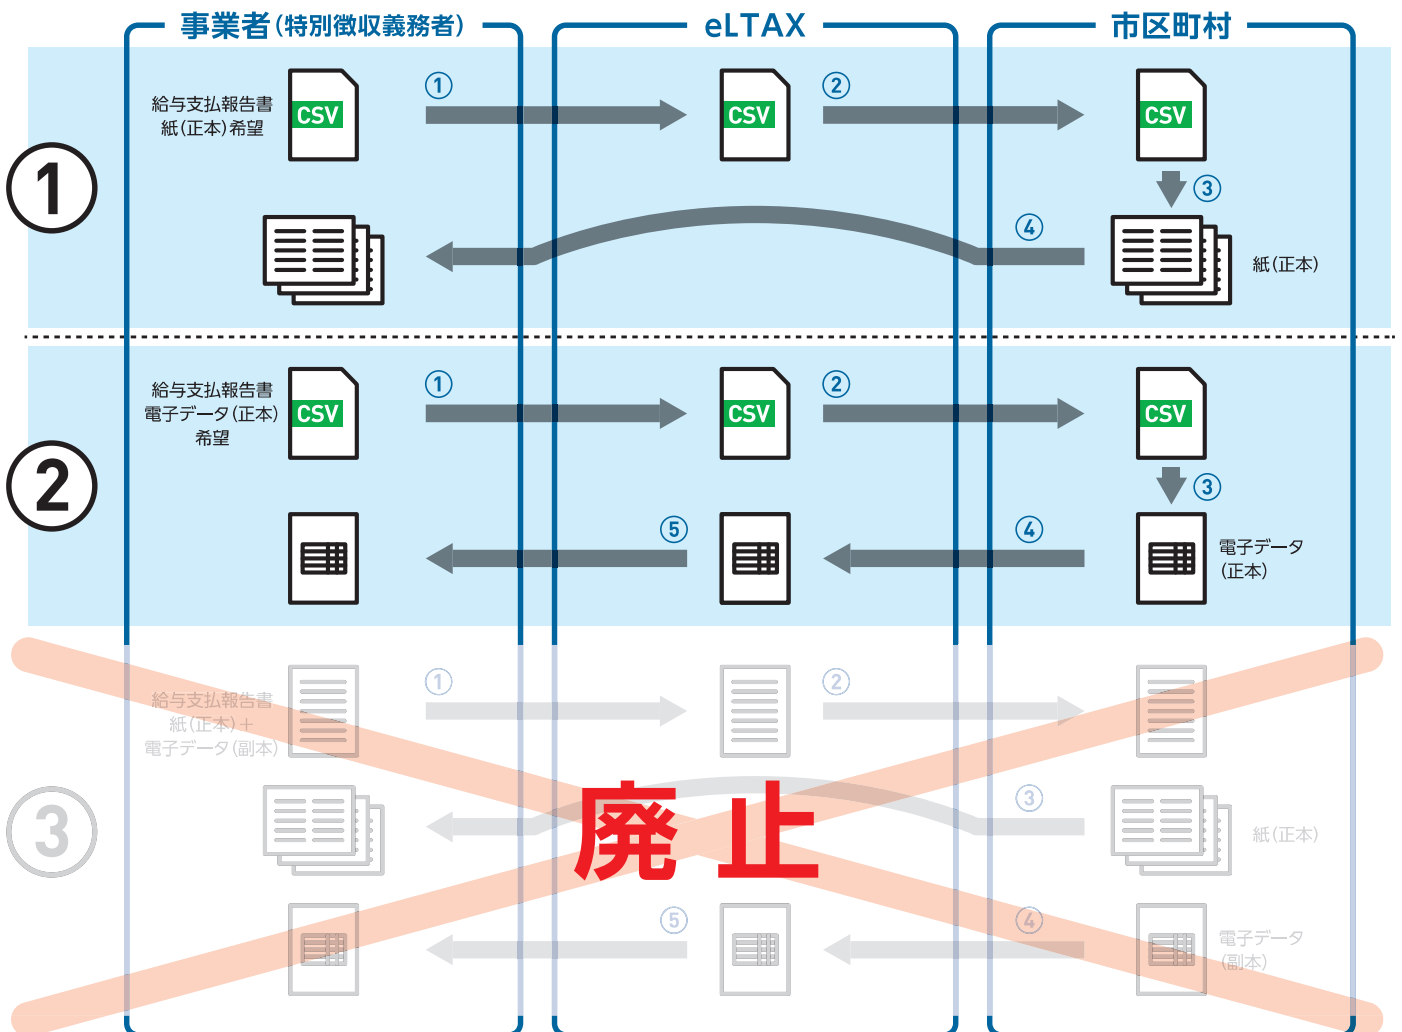 事業者(特別徴収義務者)
eLTAX
市区町村
1
給与支払報告書
紙(正本)希望
CSV
①
CSV
②
CSV
③
④
紙(正本)
2
給与支払報告書
電子データ(正本)
希望
CSV
①
CSV
②
CSV
③
⑤
④
電子データ
(正本)
3
給与支払報告書
紙(正本)+
電子データ(副本)
①
②
廃止
③
紙(正本)
⑤
④
電子データ
(副本)